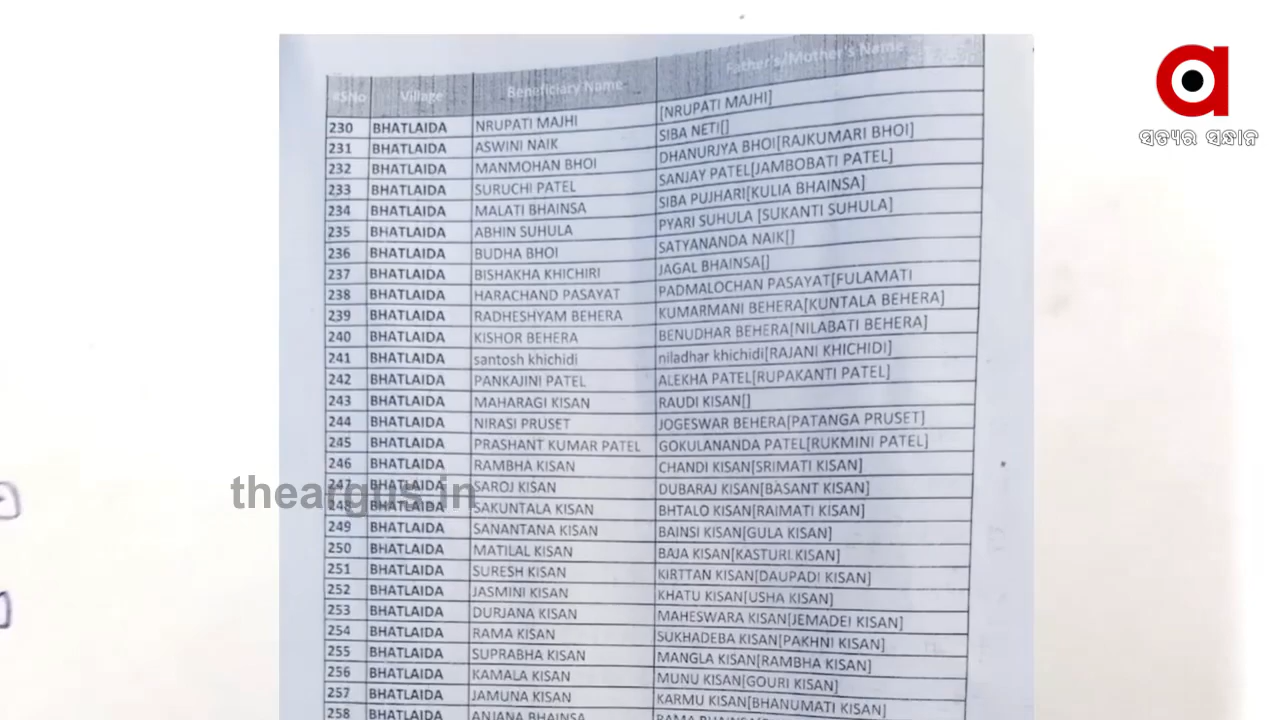 #SNo Village Beneficiary Name Father's/Mother's Name
230 BHATLAIDA NRUPATI MAJHI [NRUPATI MAJHI]
231 BHATLAIDA ASWINI NAIK SIBA NETI[]
232 BHATLAIDA MANMOHAN BHOI DHANURJYA BHOI[RAJKUMARI BHOI]
233 BHATLAIDA SURUCHI PATEL SANJAY PATEL[JAMBOBATI PATEL]
234 BHATLAIDA MALATI BHAINSA SIBA PUJHARI[KULIA BHAINSA]
235 BHATLAIDA ABHIN SUHULA PYARI SUHULA [SUKANTI SUHULA]
236 BHATLAIDA BUDHA BHOI SATYANANDA NAIK[]
237 BHATLAIDA BISHAKHA KHICHIRI JAGAL BHAINSA[]
238 BHATLAIDA HARACHAND PASAYAT PADMALOCHAN PASAYAT[FULAMATI
239 BHATLAIDA RADHESHYAM BEHERA KUMARMANI BEHERA[KUNTALA BEHERA]
240 BHATLAIDA KISHOR BEHERA BENUDHAR BEHERA[NILABATI BEHERA]
241 BHATLAIDA santosh khichidi niladhar khichidi[RAJANI KHICHIDI]
242 BHATLAIDA PANKAJINI PATEL ALEKHA PATEL[RUPAKANTI PATEL]
243 BHATLAIDA MAHARAGI KISAN RAUDI KISAN[]
244 BHATLAIDA NIRASI PRUSET JOGESWAR BEHERA[PATANGA PRUSET]
245 BHATLAIDA PRASHANT KUMAR PATEL GOKULANANDA PATEL[RUKMINI PATEL]
246 BHATLAIDA RAMBHA KISAN CHANDI KISAN[SRIMATI KISAN]
247 BHATLAIDA SAROJ KISAN DUBARAJ KISAN[BASANT KISAN]
248 BHATLAIDA SAKUNTALA KISAN BHTALO KISAN[RAIMATI KISAN]
249 BHATLAIDA SANANTANA KISAN BAINSI KISAN[GULA KISAN]
250 BHATLAIDA MATILAL KISAN BAJA KISAN[KASTURI KISAN]
251 BHATLAIDA SURESH KISAN KIRTTAN KISAN[DAUPADI KISAN]
252 BHATLAIDA JASMINI KISAN KHATU KISAN[USHA KISAN]
253 BHATLAIDA DURJANA KISAN MAHESWARA KISAN[JEMADEI KISAN]
254 BHATLAIDA RAMA KISAN SUKHADEBA KISAN[PAKHNI KISAN]
255 BHATLAIDA SUPRABHA KISAN MANGLA KISAN[RAMBHA KISAN]
256 BHATLAIDA KAMALA KISAN MUNU KISAN[GOURI KISAN]
257 BHATLAIDA JAMUNA KISAN KARMU KISAN[BHANUMATI KISAN]
258 BHATLAIDA ANJANA BHAINSA RAMA
theargus.in
a
ସତ୍ୟର ସନ୍ଧାନ